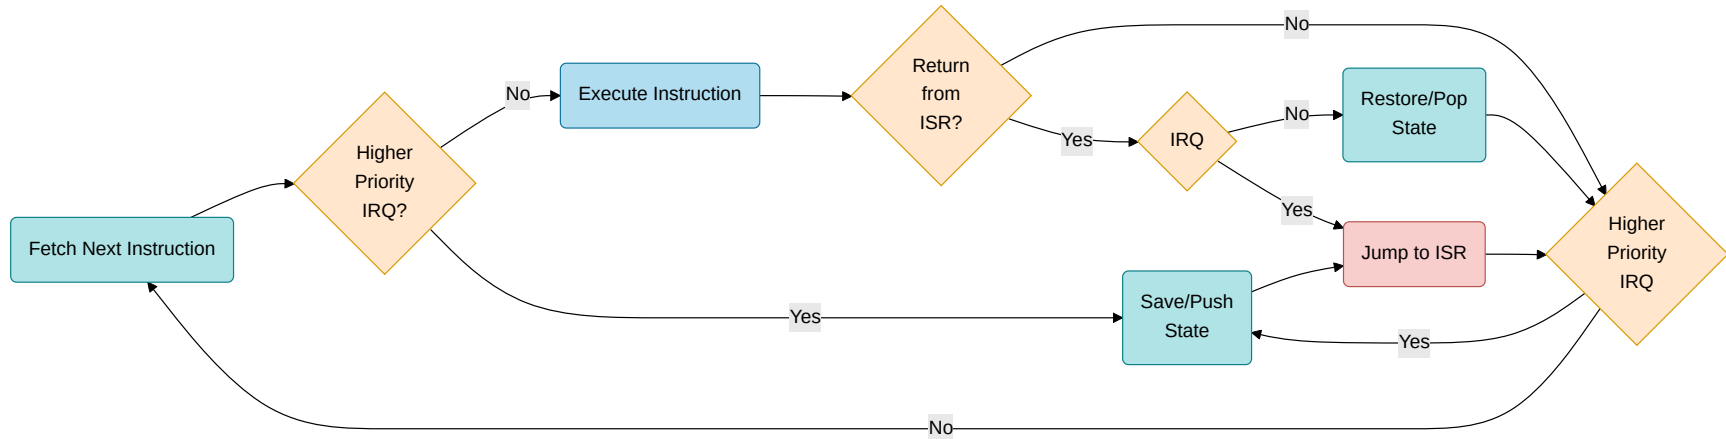 Fetch Next Instruction
Higher
Priority
IRQ?
No
Execute Instruction
Return
from
ISR?
No
Yes
IRQ
No
Restore/Pop
State
Yes
Jump to ISR
Higher
Priority
IRQ
Yes
Save/Push
State
Yes
No